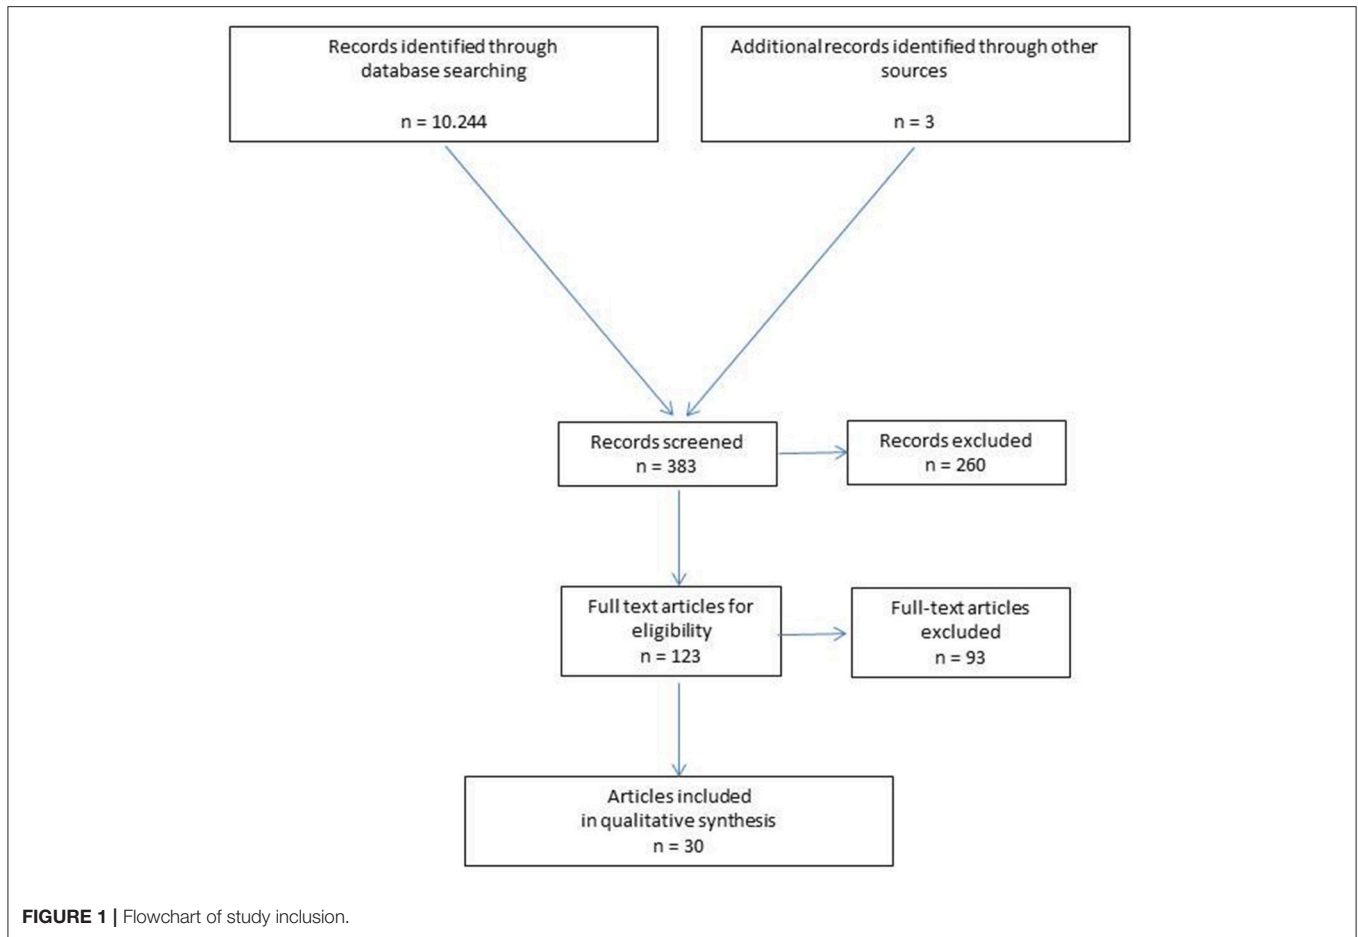 Records identified through
database searching
n = 10.244
Additional records identified through other
sources
n = 3
Records screened
n = 383
Records excluded
n = 260
Full text articles for
eligibility
n = 123
Full-text articles
excluded
n = 93
Articles included
in qualitative synthesis
n = 30
FIGURE 1 | Flowchart of study inclusion.